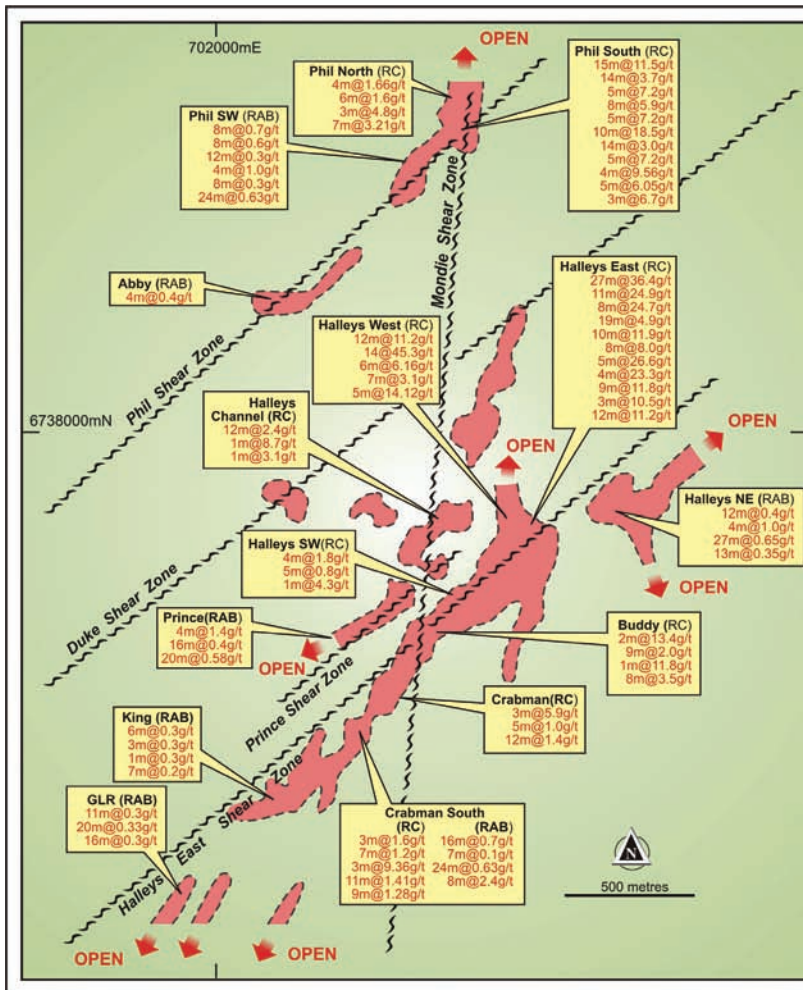 702000mE
OPEN
Phil North (RC)
4m@1.66g/t
6m@1.6g/t
3m@4.8g/t
7m@3.21g/t
Phil South (RC)
15m@11.5g/t
14m@3.7g/t
5m@7.2g/t
8m@5.9g/t
5m@7.2g/t
10m@18.5g/t
14m@3.0g/t
5m@7.2g/t
4m@9.56g/t
5m@6.05g/t
3m@6.7g/t
Phil SW (RAB)
8m@0.7g/t
8m@0.6g/t
12m@0.3g/t
4m@1.0g/t
8m@0.3g/t
24m@0.63g/t
Mondie Shear Zone
Abby (RAB)
4m@0.4g/t
Phil Shear Zone
Halleys East (RC)
27m@36.4g/t
11m@24.9g/t
8m@24.7g/t
19m@4.9g/t
10m@11.9g/t
8m@8.0g/t
5m@26.6g/t
4m@23.3g/t
9m@11.8g/t
3m@10.5g/t
12m@11.2g/t
Halleys West (RC)
12m@11.2g/t
14@45.3g/t
6m@6.16g/t
7m@3.1g/t
5m@14.12g/t
Halleys
Channel (RC)
12m@2.4g/t
1m@8.7g/t
1m@3.1g/t
6738000mN
OPEN
OPEN
Halleys NE (RAB)
12m@0.4g/t
4m@1.0g/t
27m@0.65g/t
13m@0.35g/t
OPEN
Halleys SW(RC)
4m@1.8g/t
5m@0.8g/t
1m@4.3g/t
Duke Shear Zone
Prince(RAB)
4m@1.4g/t
16m@0.4g/t
20m@0.58g/t
OPEN
Prince Shear Zone
Buddy (RC)
2m@13.4g/t
9m@2.0g/t
1m@11.8g/t
8m@3.5g/t
Crabman(RC)
3m@5.9g/t
5m@1.0g/t
12m@1.4g/t
King (RAB)
6m@0.3g/t
3m@0.3g/t
1m@0.3g/t
7m@0.2g/t
GLR (RAB)
11m@0.3g/t
20m@0.33g/t
16m@0.3g/t
Halleys East Shear Zone
Crabman South
(RC) (RAB)
3m@1.6g/t 16m@0.7g/t
7m@1.2g/t 7m@0.1g/t
3m@9.36g/t 24m@0.63g/t
11m@1.41g/t 8m@2.4g/t
9m@1.28g/t
N
500 metres
OPEN
OPEN